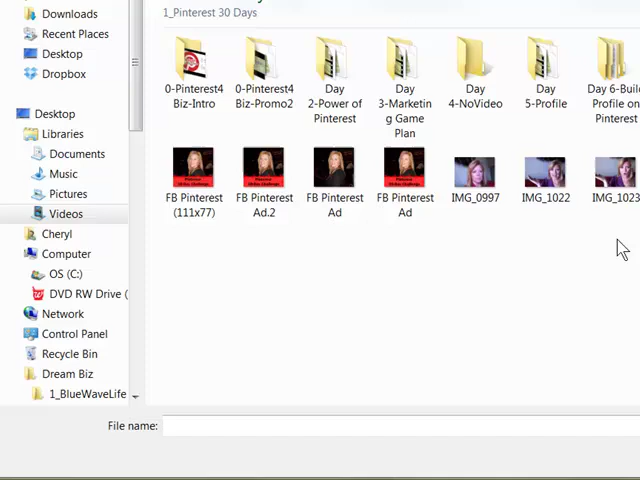 Downloads
Recent Places
Desktop
Dropbox
Desktop
Libraries
Documents
Music
Pictures
Videos
Cheryl
Computer
OS (C:)
DVD RW Drive (
Network
Control Panel
Recycle Bin
Dream Biz
1_BlueWaveLife
1_Pinterest 30 Days
0-Pinterest4
Biz-Intro
0-Pinterest4
Biz-Promo2
Day
2-Power of
Pinterest
Day
3-Marketin
g Game
Plan
Day
4-NoVideo
Day
5-Profile
Day 6-Build
Profile on
Pinterest
FB Pinterest
(111x77)
FB Pinterest
Ad.2
FB Pinterest
Ad
FB Pinterest
Ad
IMG_0997
IMG_1022
IMG_1023
File name: